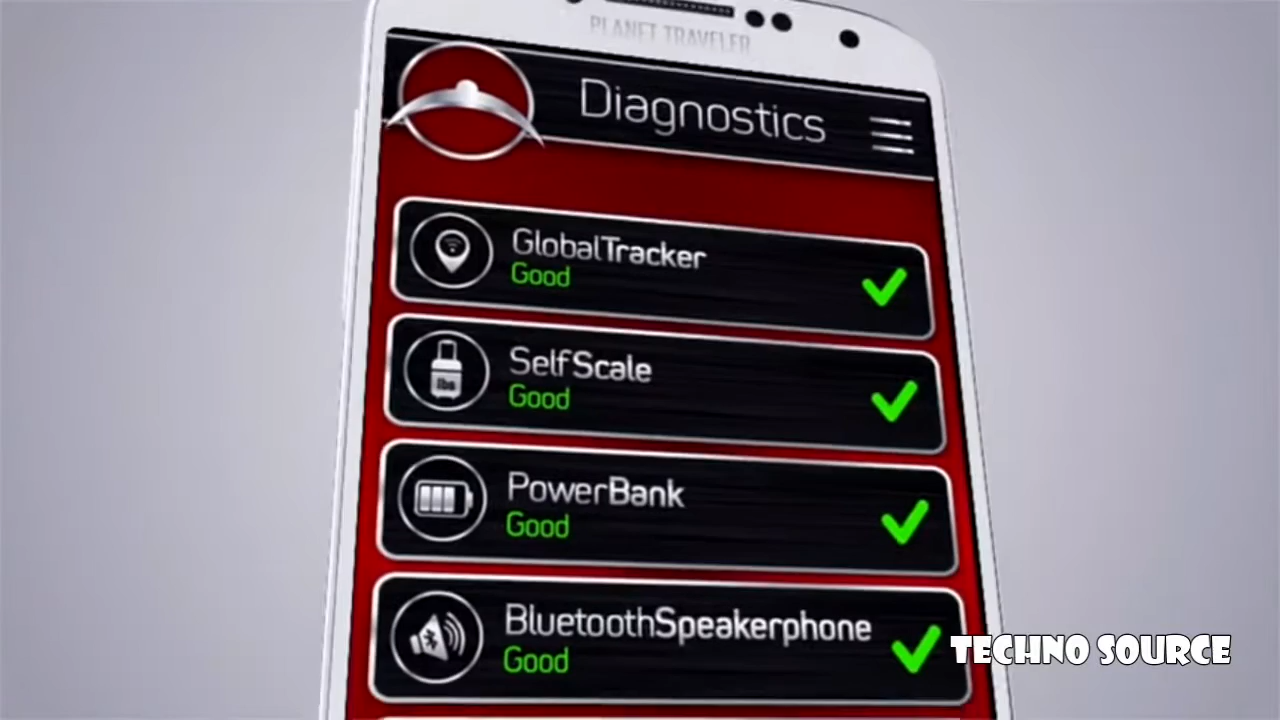 PLANET TRAVELER
Diagnostics
GlobalTracker
Good
SelfScale
lbs
Good
PowerBank
Good
BluetoothSpeakerphone
Good
TECHNO SOURCE